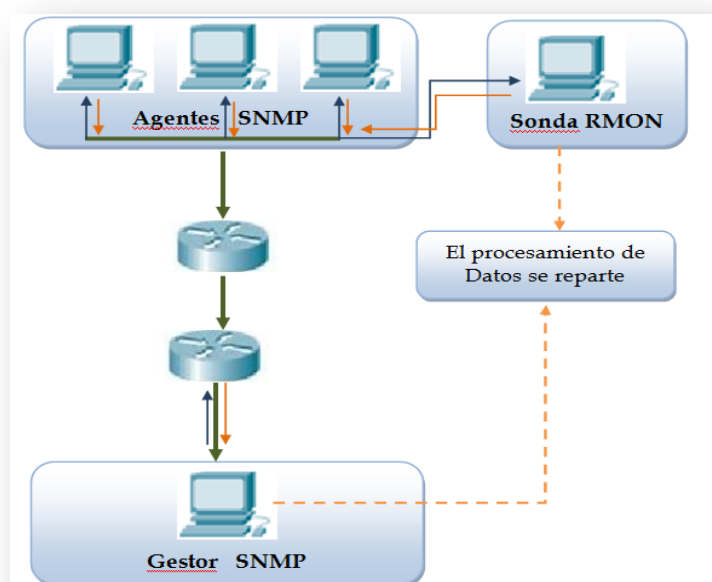 Agentes SNMP
Sonda RMON
El procesamiento de
Datos se reparte
Gestor SNMP